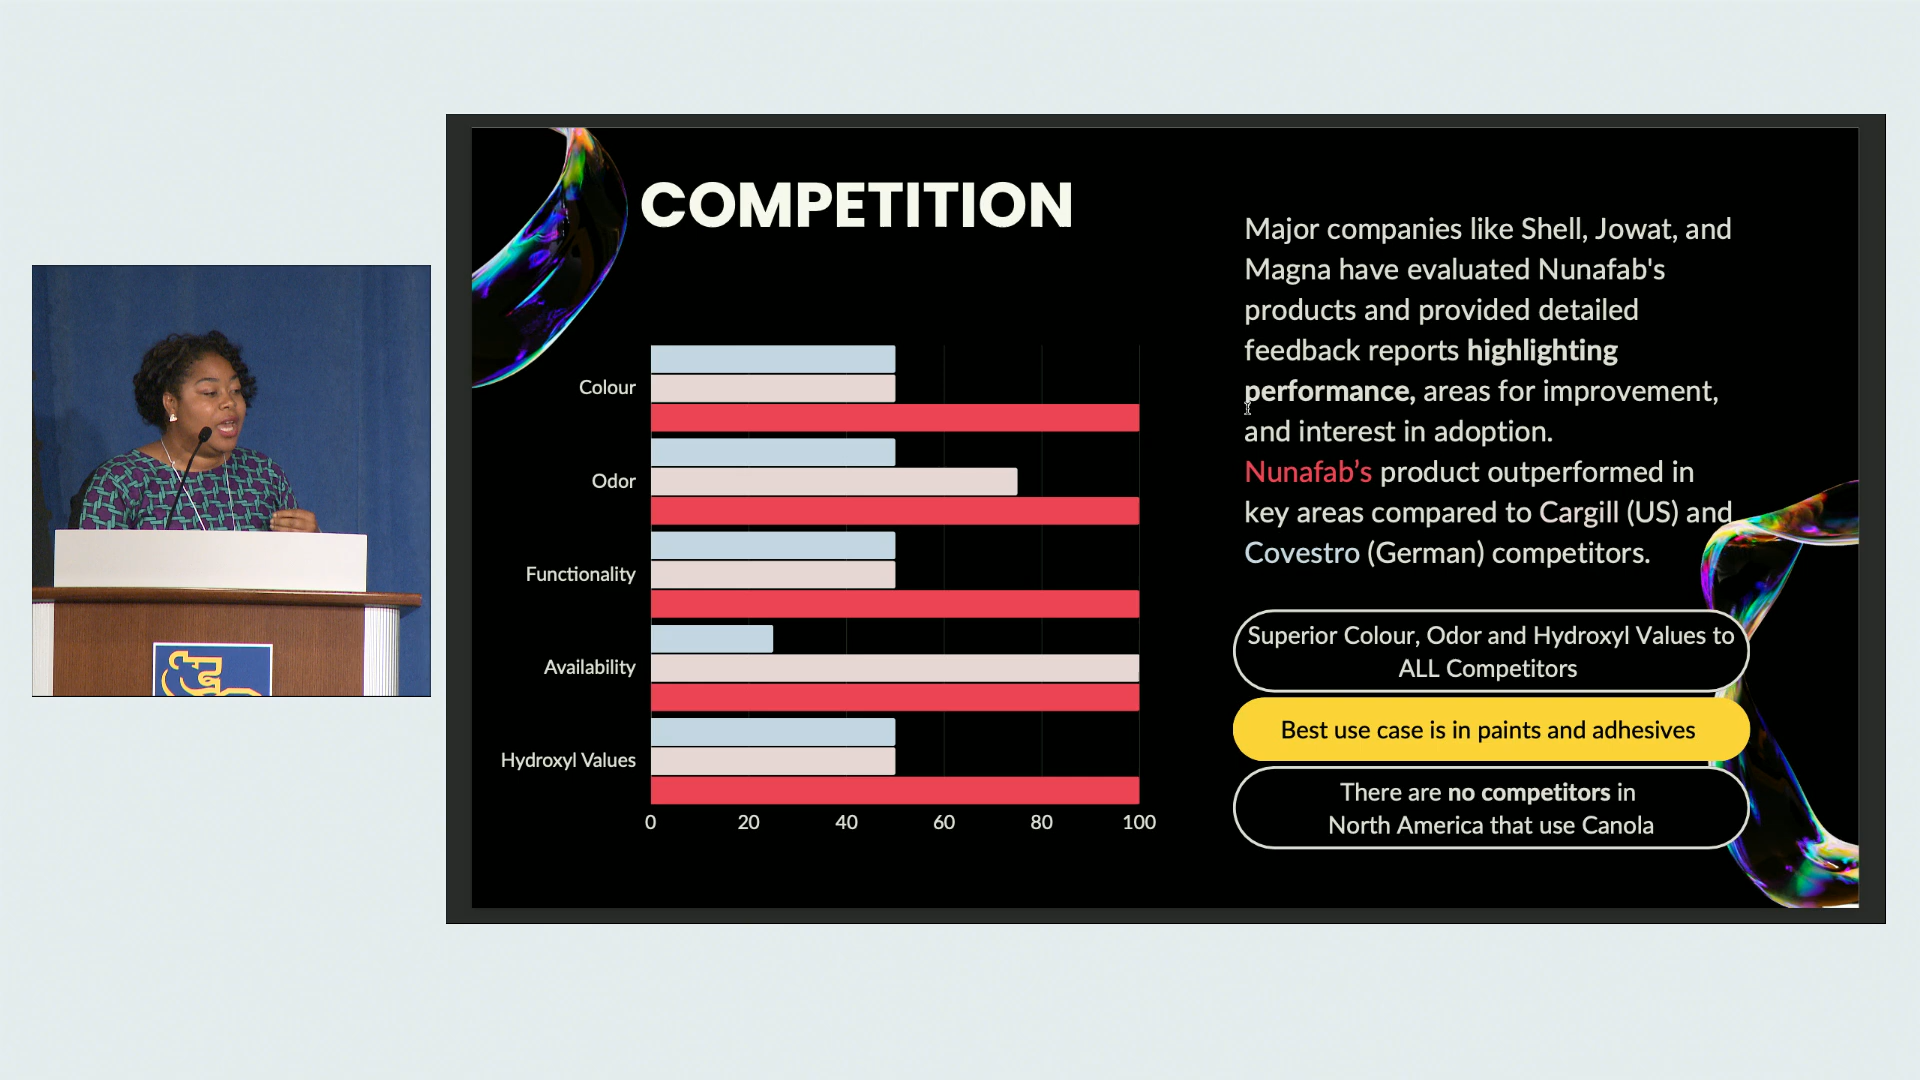 COMPETITION
Colour
Odor
Functionality
Availability
Hydroxyl Values
0 20 40 60 80 100
Major companies like Shell, Jowat, and
Magna have evaluated Nunafab's
products and provided detailed
feedback reports highlighting
performance, areas for improvement,
and interest in adoption.
Nunafab’s product outperformed in
key areas compared to Cargill (US) and
Covestro (German) competitors.
Superior Colour, Odor and Hydroxyl Values to
ALL Competitors
Best use case is in paints and adhesives
There are no competitors in
North America that use Canola